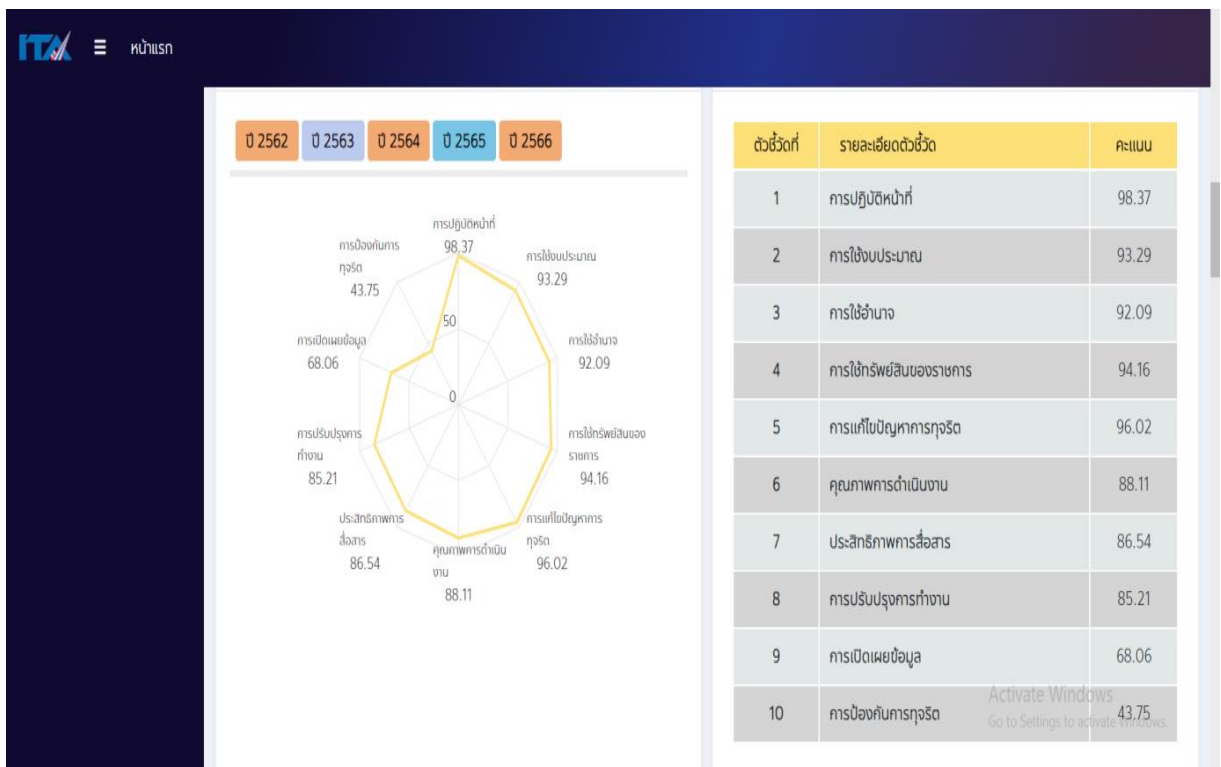 ITA
หน้าแรก
ปี 2562 ปี 2563 ปี 2564 ปี 2565 ปี 2566
การปฏิบัติหน้าที่
98.37
การใช้งบประมาณ
93.29
การใช้อำนาจ
92.09
การใช้ทรัพย์สินของ
ราชการ
94.16
การแก้ไขปัญหาการ
ทุจริต
96.02
คุณภาพการดำเนิน
งาน
88.11
ประสิทธิภาพการ
สื่อสาร
86.54
การปรับปรุงการ
ทำงาน
85.21
การเปิดเผยข้อมูล
68.06
การป้องกันการ
ทุจริต
43.75
50
0
ตัวชี้วัดที่ รายละเอียดตัวชี้วัด คะแนน
1 การปฏิบัติหน้าที่ 98.37
2 การใช้งบประมาณ 93.29
3 การใช้อำนาจ 92.09
4 การใช้ทรัพย์สินของราชการ 94.16
5 การแก้ไขปัญหาการทุจริต 96.02
6 คุณภาพการดำเนินงาน 88.11
7 ประสิทธิภาพการสื่อสาร 86.54
8 การปรับปรุงการทำงาน 85.21
9 การเปิดเผยข้อมูล 68.06
10 การป้องกันการทุจริต 43.75
Activate Windows
Go to Settings to activate Windows.